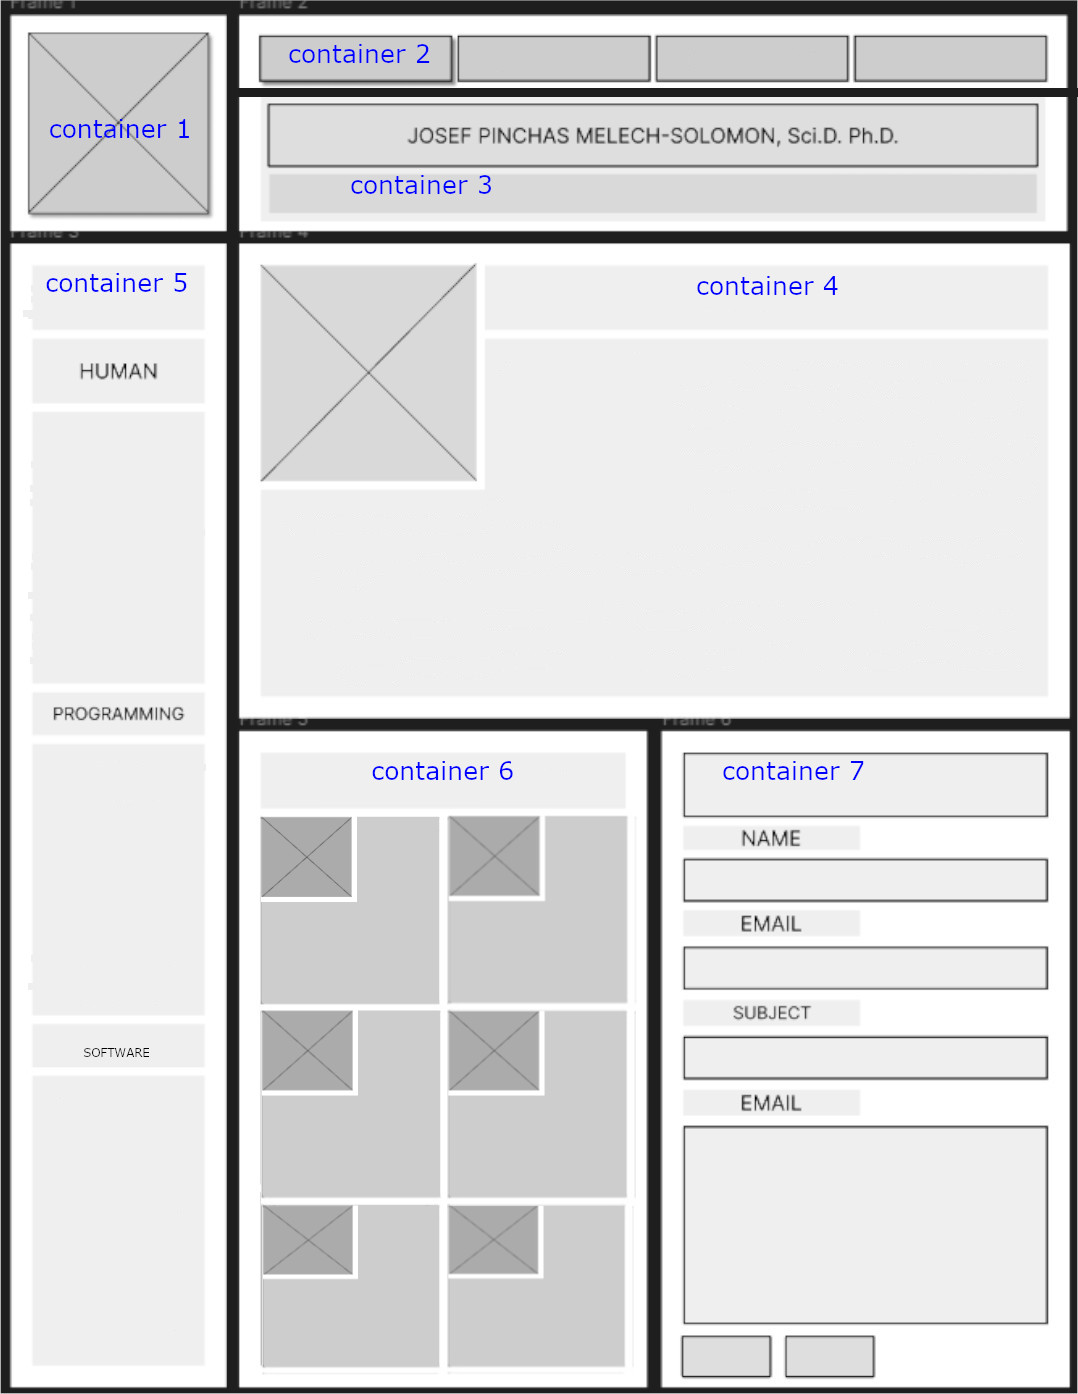 Frame 1
Frame 2
container 1
container 2
JOSEF PINCHAS MELECH-SOLOMON, Sci.D. Ph.D.
container 3
Frame 3
Frame 4
container 5
container 4
HUMAN
PROGRAMMING
SOFTWARE
Frame 5
Frame 6
container 6
container 7
NAME
EMAIL
SUBJECT
EMAIL